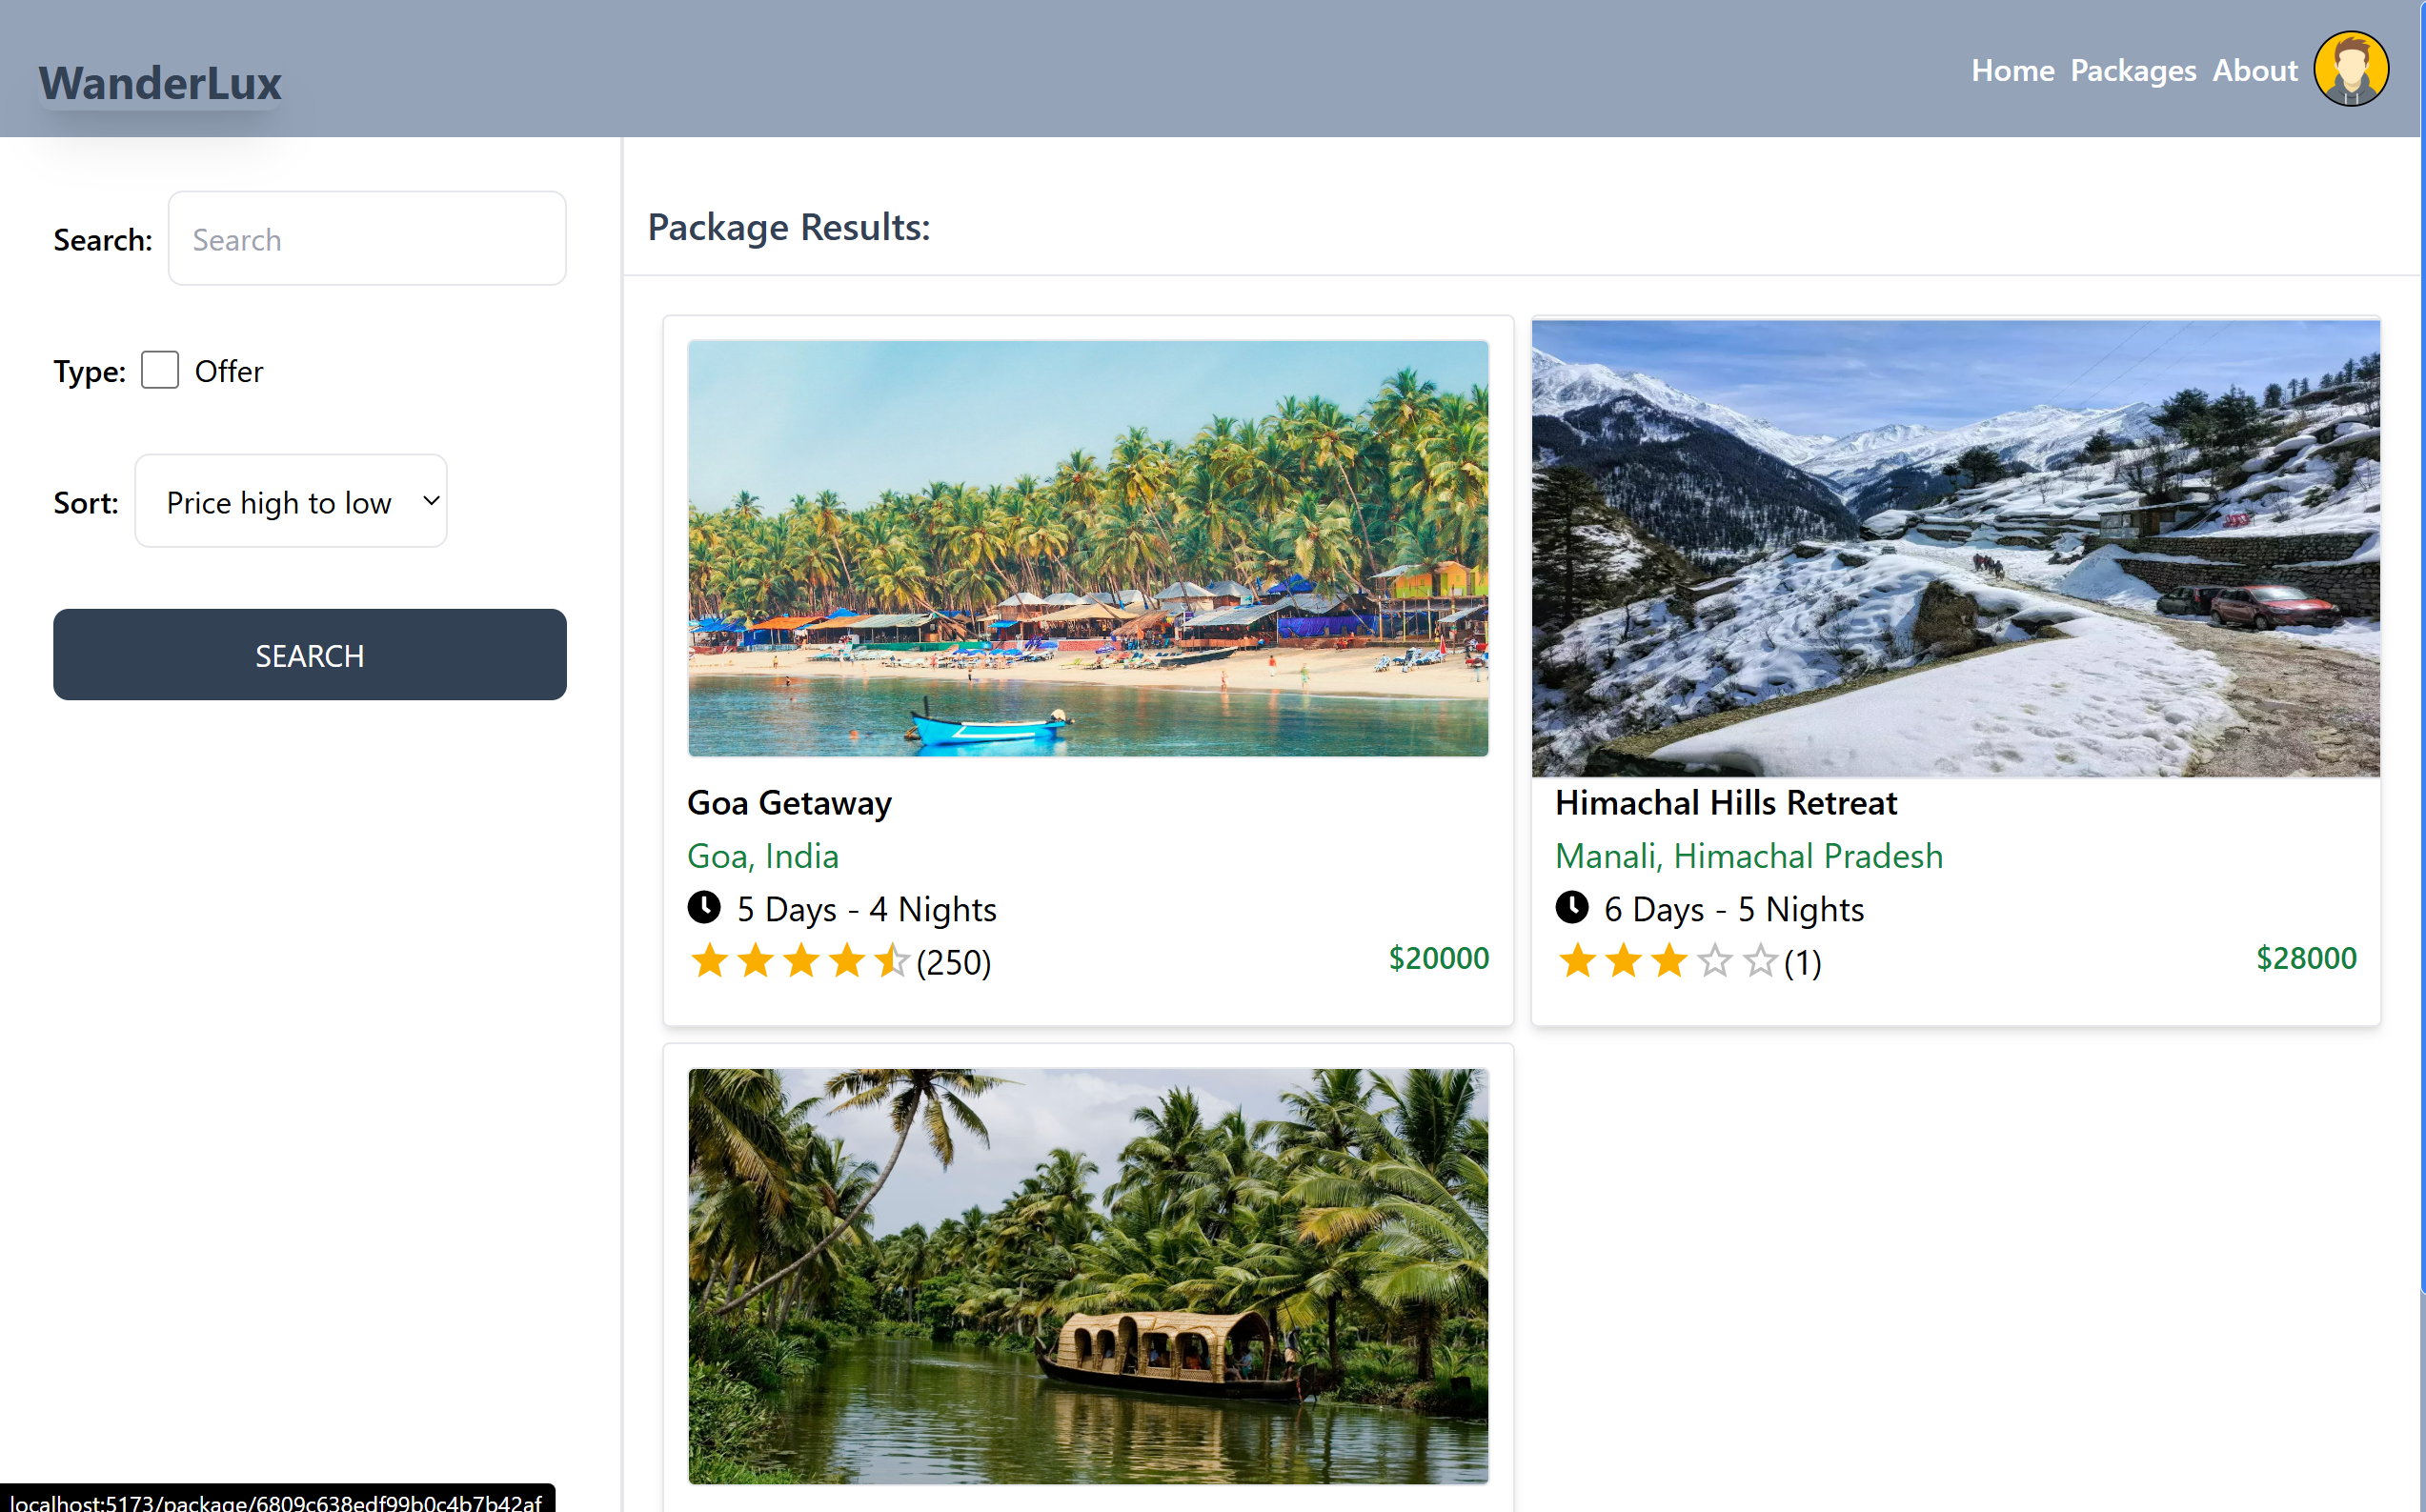 WanderLux
Home Packages About
Search: Search
Type: Offer
Sort: Price high to low
SEARCH
Package Results:
Goa Getaway
Goa, India
5 Days - 4 Nights
(250) $20000
Himachal Hills Retreat
Manali, Himachal Pradesh
6 Days - 5 Nights
(1) $28000
localhost:5173/package/6809c638edf99b0c4b7b42af